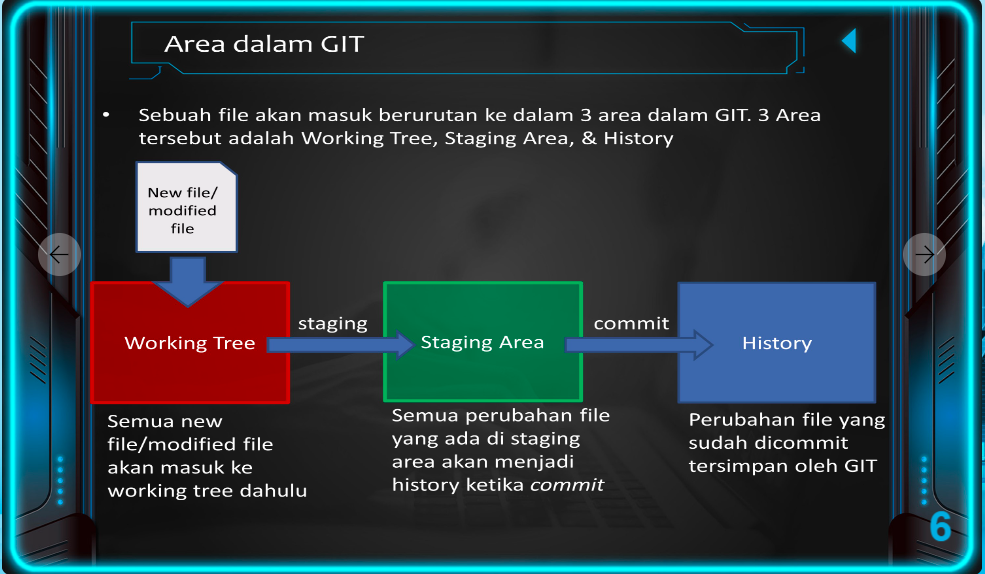 Area dalam GIT
• Sebuah file akan masuk berurutan ke dalam 3 area dalam GIT. 3 Area
tersebut adalah Working Tree, Staging Area, & History
New file/
modified
file
Working Tree
staging
Staging Area
commit
History
Semua new
file/modified file
akan masuk ke
working tree dahulu
Semua perubahan file
yang ada di staging
area akan menjadi
history ketika commit
Perubahan file yang
sudah dicommit
tersimpan oleh GIT
6